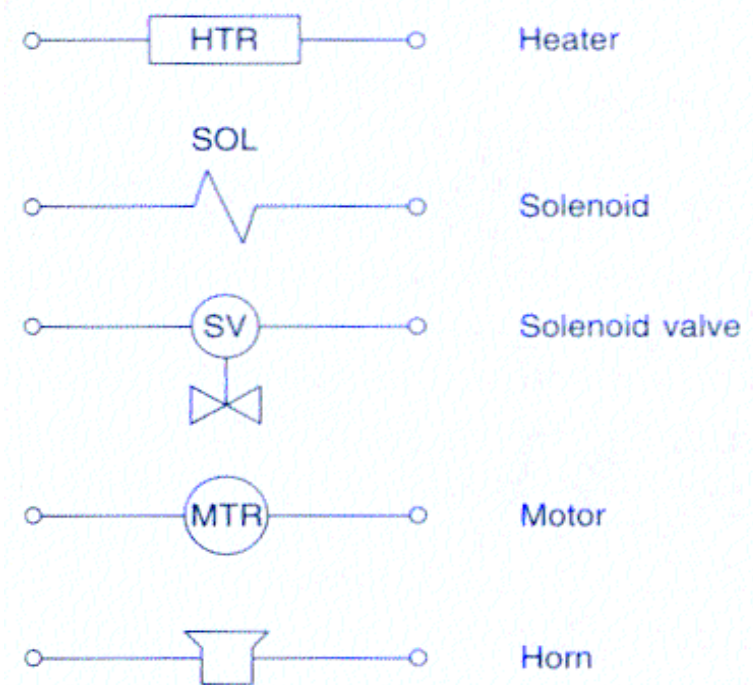 HTR Heater
SOL
Solenoid
SV Solenoid valve
MTR Motor
Horn